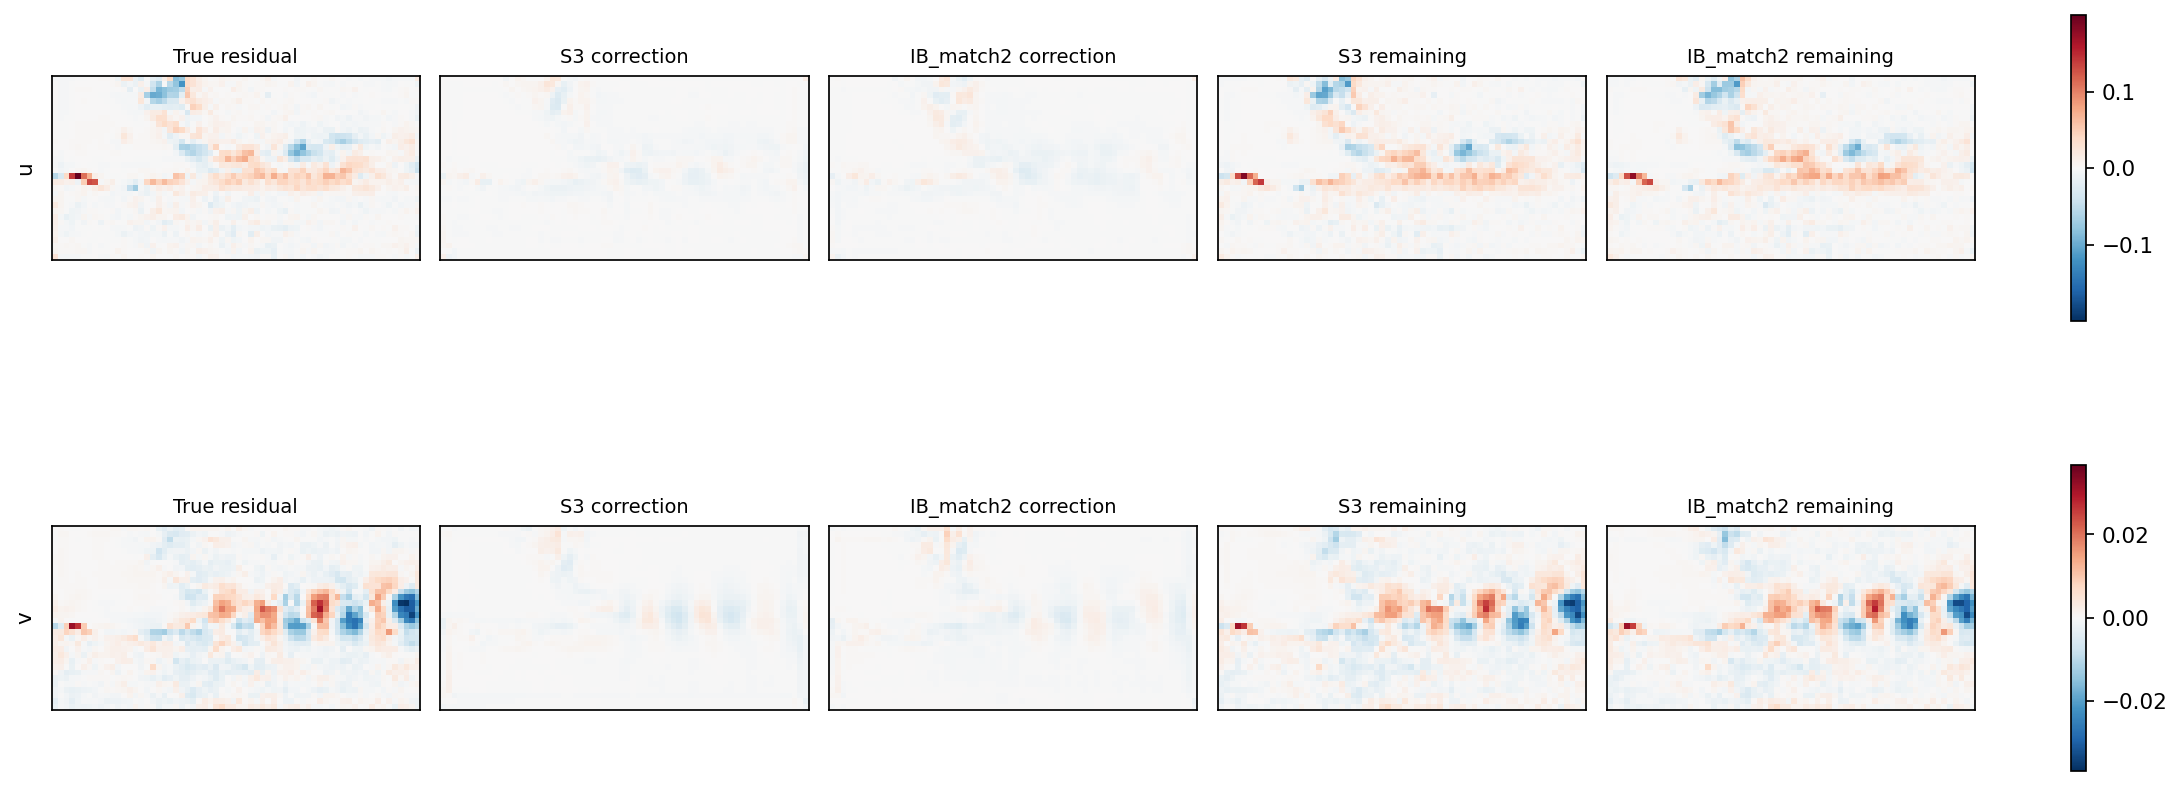 True residual S3 correction IB_match2 correction S3 remaining IB_match2 remaining
u
0.1
0.0
−0.1
True residual S3 correction IB_match2 correction S3 remaining IB_match2 remaining
v
0.02
0.00
−0.02